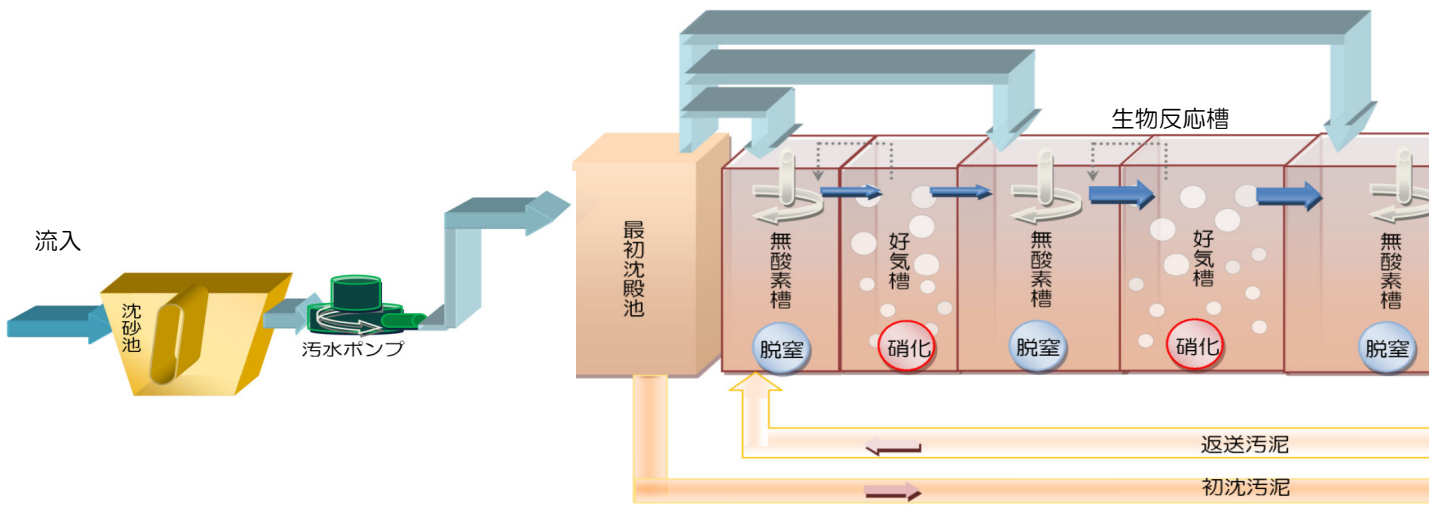 生物反応槽
流入
沈砂池
汚水ポンプ
最初沈殿池
無酸素槽
好気槽
無酸素槽
好気槽
無酸素槽
脱窒
硝化
脱窒
硝化
脱窒
返送汚泥
初沈汚泥